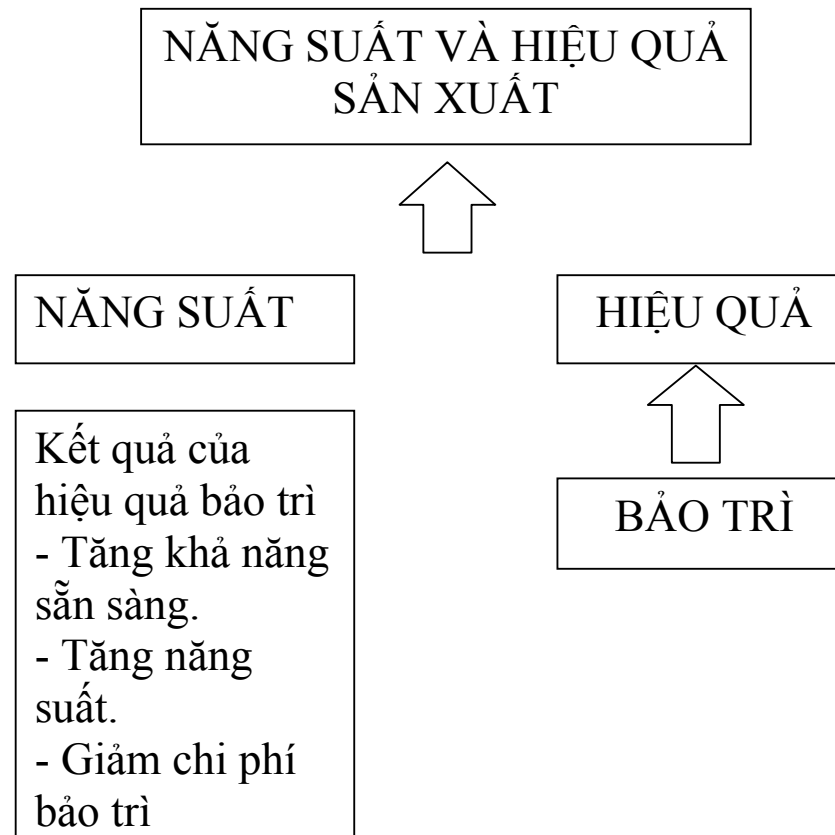 NĂNG SUẤT VÀ HIỆU QUẢ
SẢN XUẤT
NĂNG SUẤT
HIỆU QUẢ
Kết quả của
hiệu quả bảo trì
- Tăng khả năng
sẵn sàng.
- Tăng năng
suất.
- Giảm chi phí
bảo trì
BẢO TRÌ